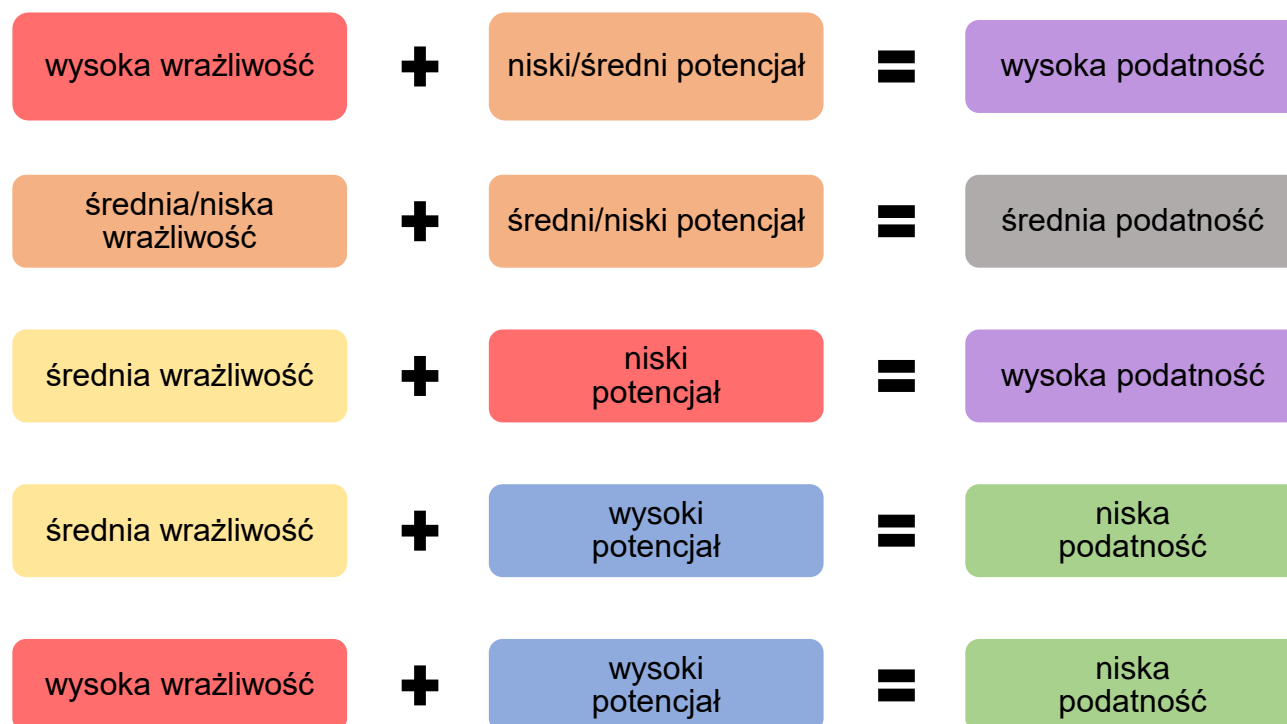 wysoka wrażliwość + niski/średni potencjał = wysoka podatność
średnia/niska
wrażliwość + średni/niski potencjał = średnia podatność
średnia wrażliwość + niski
potencjał = wysoka podatność
średnia wrażliwość + wysoki
potencjał = niska
podatność
wysoka wrażliwość + wysoki
potencjał = niska
podatność